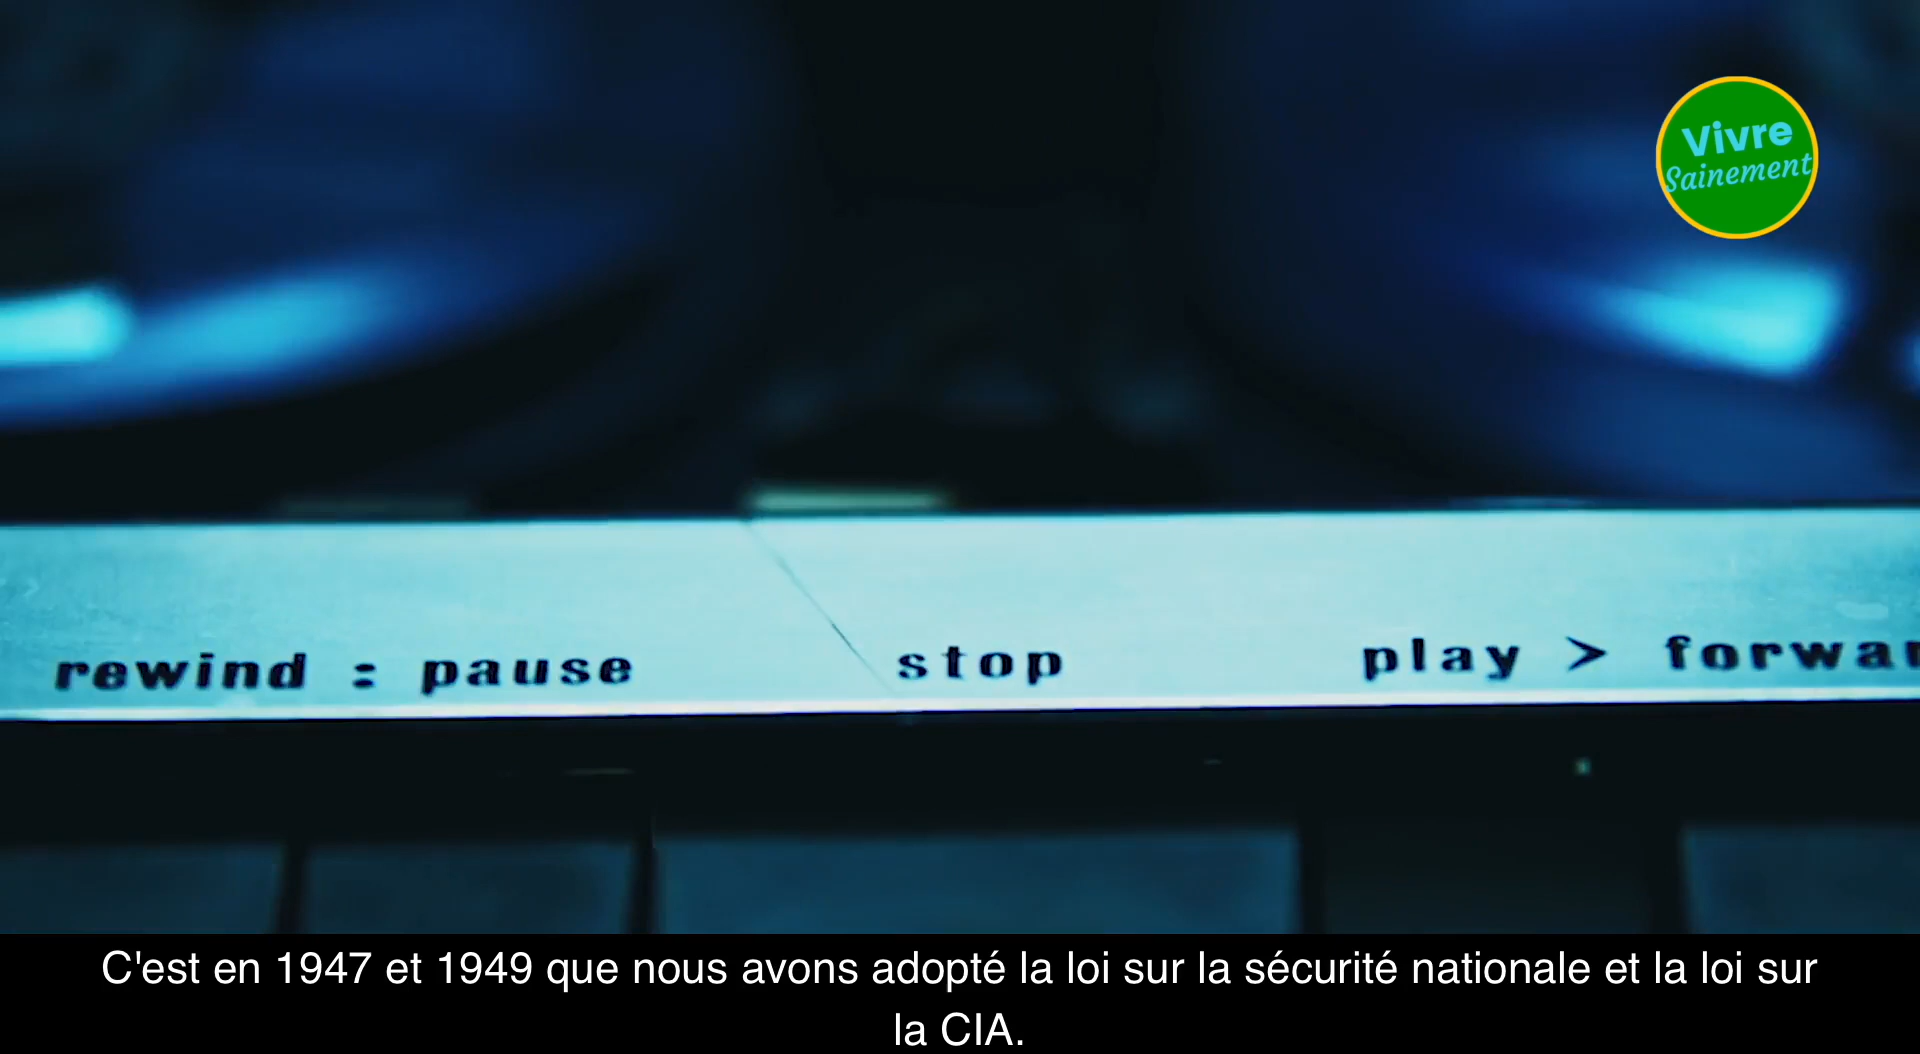 Vivre
Sainement
rewind : pause stop play > forwar
C'est en 1947 et 1949 que nous avons adopté la loi sur la sécurité nationale et la loi sur
la CIA.